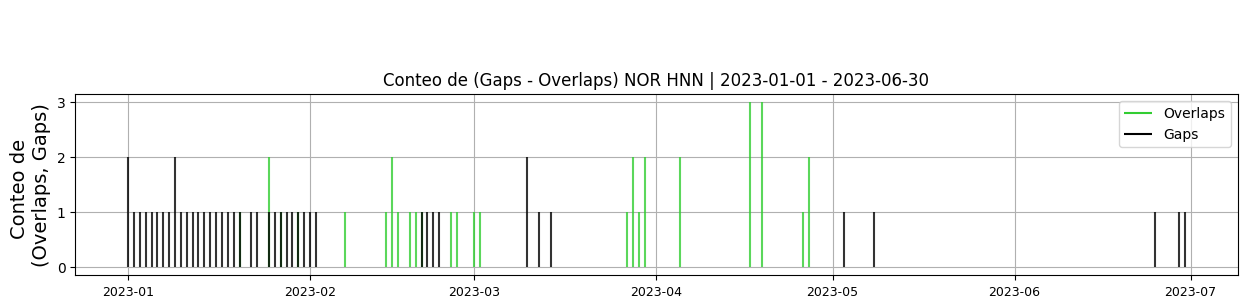 Conteo de (Gaps - Overlaps) NOR HNN | 2023-01-01 - 2023-06-30
Conteo de
(Overlaps, Gaps)
3
2
1
0
Overlaps
Gaps
2023-01
2023-02
2023-03
2023-04
2023-05
2023-06
2023-07